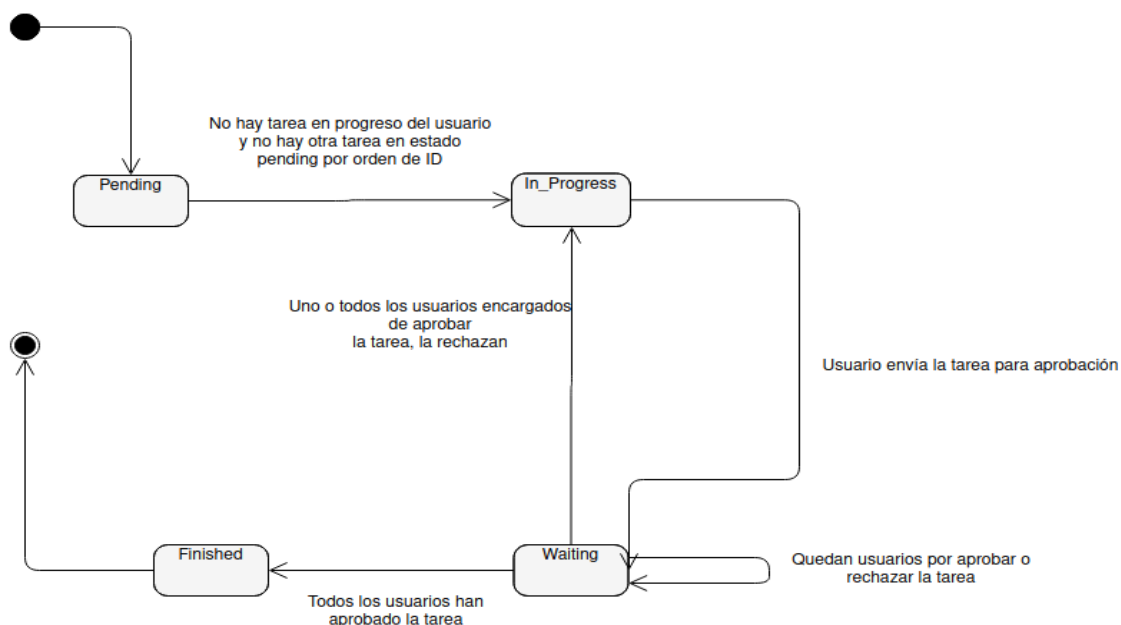 No hay tarea en progreso del usuario
y no hay otra tarea en estado
pending por orden de ID
Pending
In_Progress
Uno o todos los usuarios encargados
de aprobar
la tarea, la rechazan
Usuario envía la tarea para aprobación
Finished
Waiting
Quedan usuarios por aprobar o
rechazar la tarea
Todos los usuarios han
aprobado la tarea